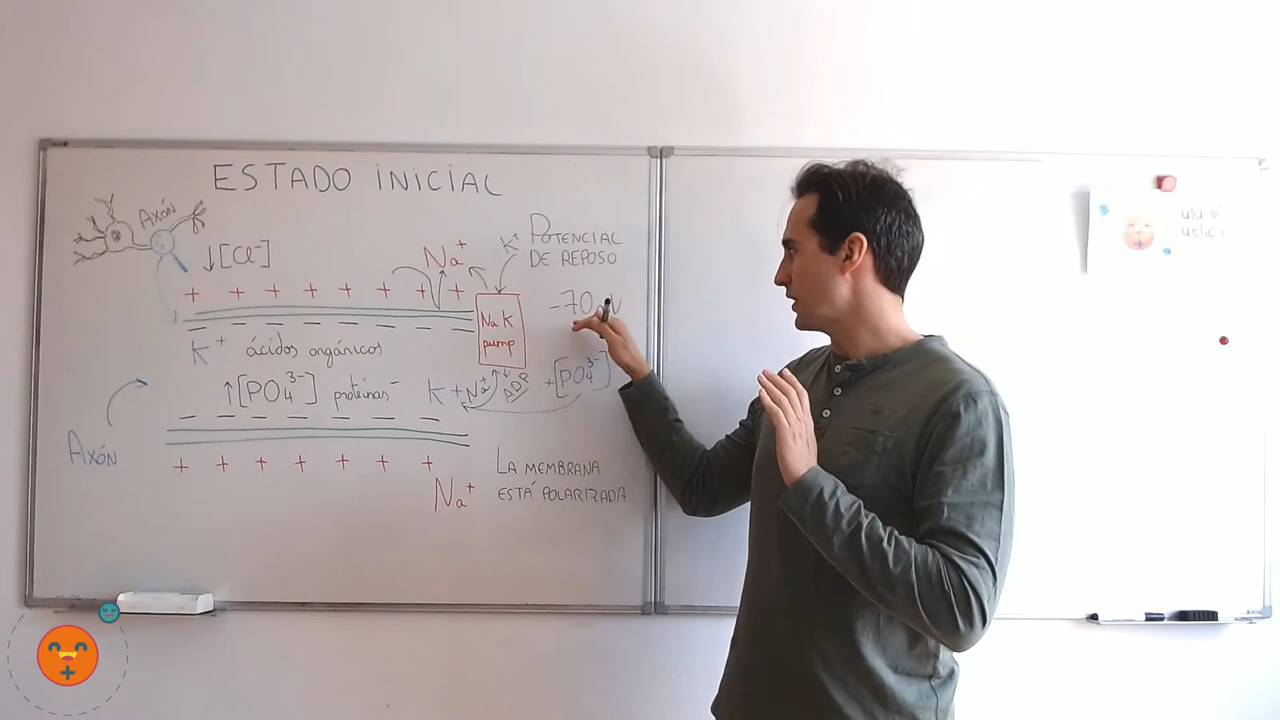 ESTADO INICIAL
AXÓN
↓[Cl⁻]
Na⁺
K⁺
POTENCIAL
DE REPOSO
+ + + + + + + +
-70
Na K
pump
K⁺ ácidos orgánicos
↑[PO₄³⁻] proteínas⁻
K+Na⁺
ADP
+[PO₄³⁻]
AXÓN
+ + + + + + +
LA MEMBRANA
ESTÁ POLARIZADA
Na⁺